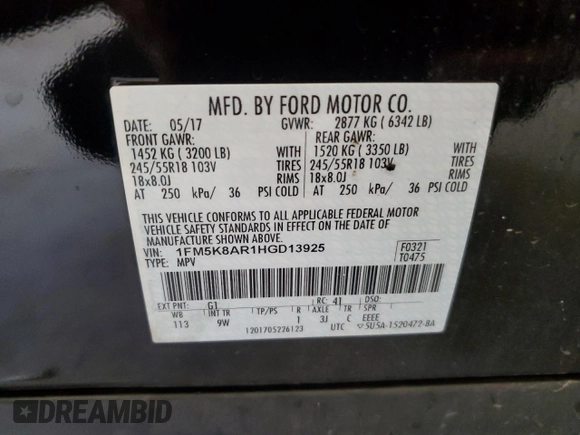 MFD. BY FORD MOTOR CO.
DATE: 05/17 GVWR: 2877 KG ( 6342 LB)
FRONT GAWR: REAR GAWR:
1452 KG ( 3200 LB) WITH 1520 KG ( 3350 LB) WITH
245/55R18 103V TIRES 245/55R18 103V TIRES
18x8.0J RIMS 18x8.0J RIMS
AT 250 kPa/ 36 PSI COLD AT 250 kPa/ 36 PSI COLD
THIS VEHICLE CONFORMS TO ALL APPLICABLE FEDERAL MOTOR
VEHICLE SAFETY STANDARDS IN EFFECT ON THE DATE OF
MANUFACTURE SHOWN ABOVE.
VIN: 1FM5K8AR1HGD13925 F0321
TYPE: MPV T0475
EXT PNT: G1 RC: 41 DSO:
WB INT TR TP/PS R AXLE TR SPR
113 9W 1 3J C EEEE
1201705226123 UTC 5USA-1520472-BA
DREAMBID